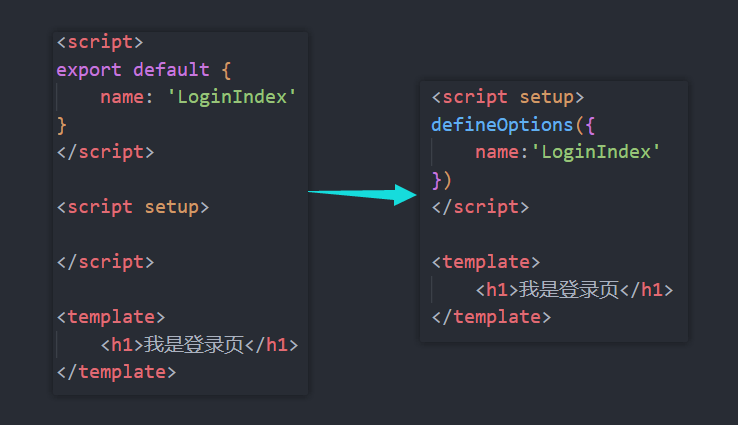 <script>
export default {
    name: 'LoginIndex'
}
</script>
<script setup>
</script>
<template>
    <h1>我是登录页</h1>
</template>
<script setup>
defineOptions({
    name:'LoginIndex'
})
</script>
<template>
    <h1>我是登录页</h1>
</template>